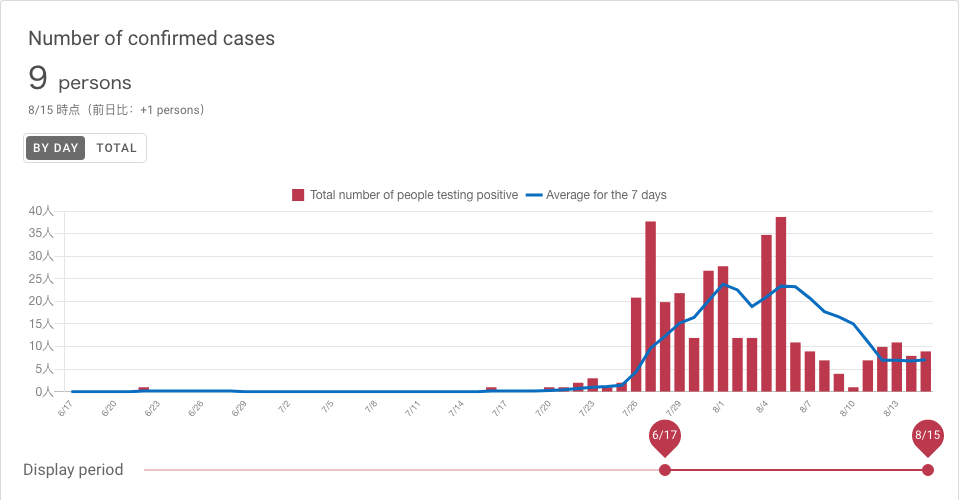 Number of confirmed cases
9 persons
8/15 時点（前日比：+1 persons）
BY DAY TOTAL
Total number of people testing positive Average for the 7 days
40人
35人
30人
25人
20人
15人
10人
5人
0人
6/17 6/20 6/23 6/26 6/29 7/2 7/5 7/8 7/11 7/14 7/17 7/20 7/23 7/26 7/29 8/1 8/4 8/7 8/10 8/13
6/17 8/15
Display period